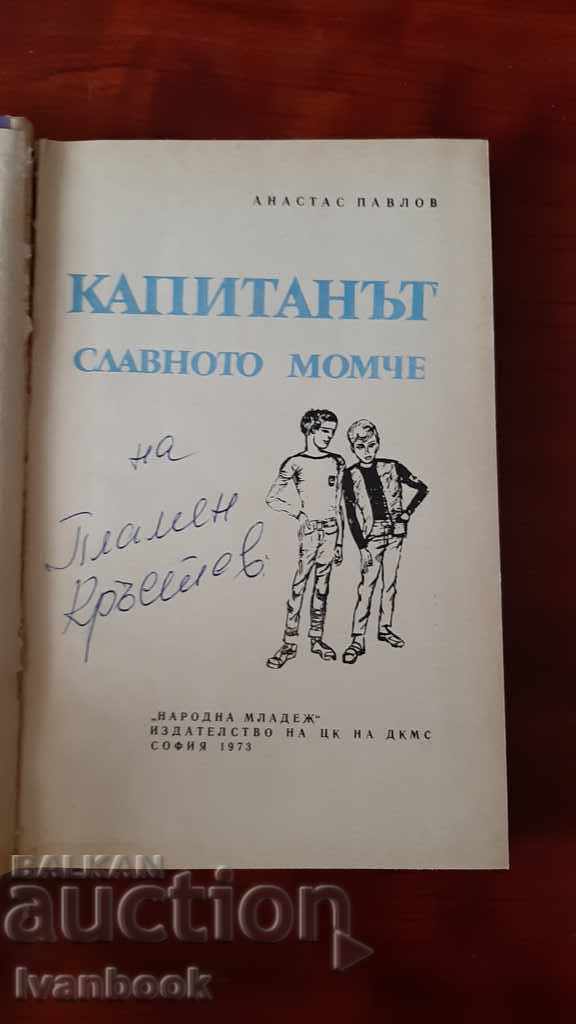 АНАСТАС ПАВЛОВ
КАПИТАНЪТ
СЛАВНОТО МОМЧЕ
на
Пламен
Кръстев
„НАРОДНА МЛАДЕЖ“
ИЗДАТЕЛСТВО НА ЦК НА ДКМС
СОФИЯ 1973
BALKAN
auction
Ivanbook